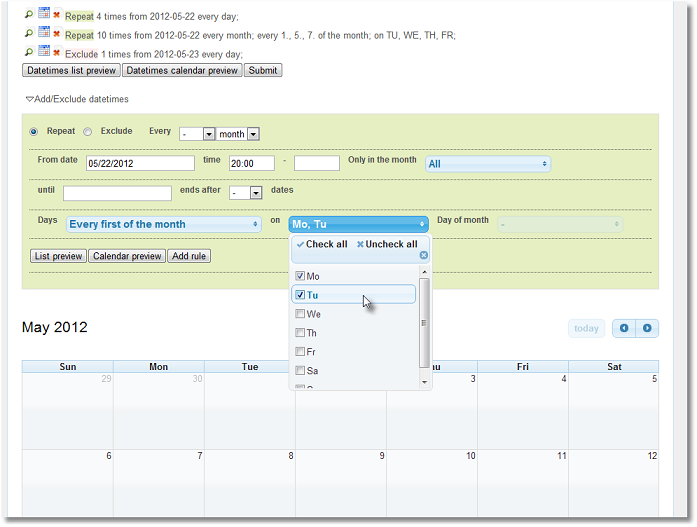 Repeat 4 times from 2012-05-22 every day;
Repeat 10 times from 2012-05-22 every month; every 1., 5., 7. of the month; on TU, WE, TH, FR;
Exclude 1 times from 2012-05-23 every day;
Datetimes list preview Datetimes calendar preview Submit
Add/Exclude datetimes
Repeat Exclude Every - month
From date 05/22/2012 time 20:00 - Only in the month All
until ends after - dates
Days Every first of the month on Mo, Tu Day of month -
Check all Uncheck all
List preview Calendar preview Add rule
Mo
Tu
We
Th
Fr
Sa
May 2012
today
Sun Mon Tue hu Fri Sat
29 30 3 4 5
6 7 8 9 10 11 12